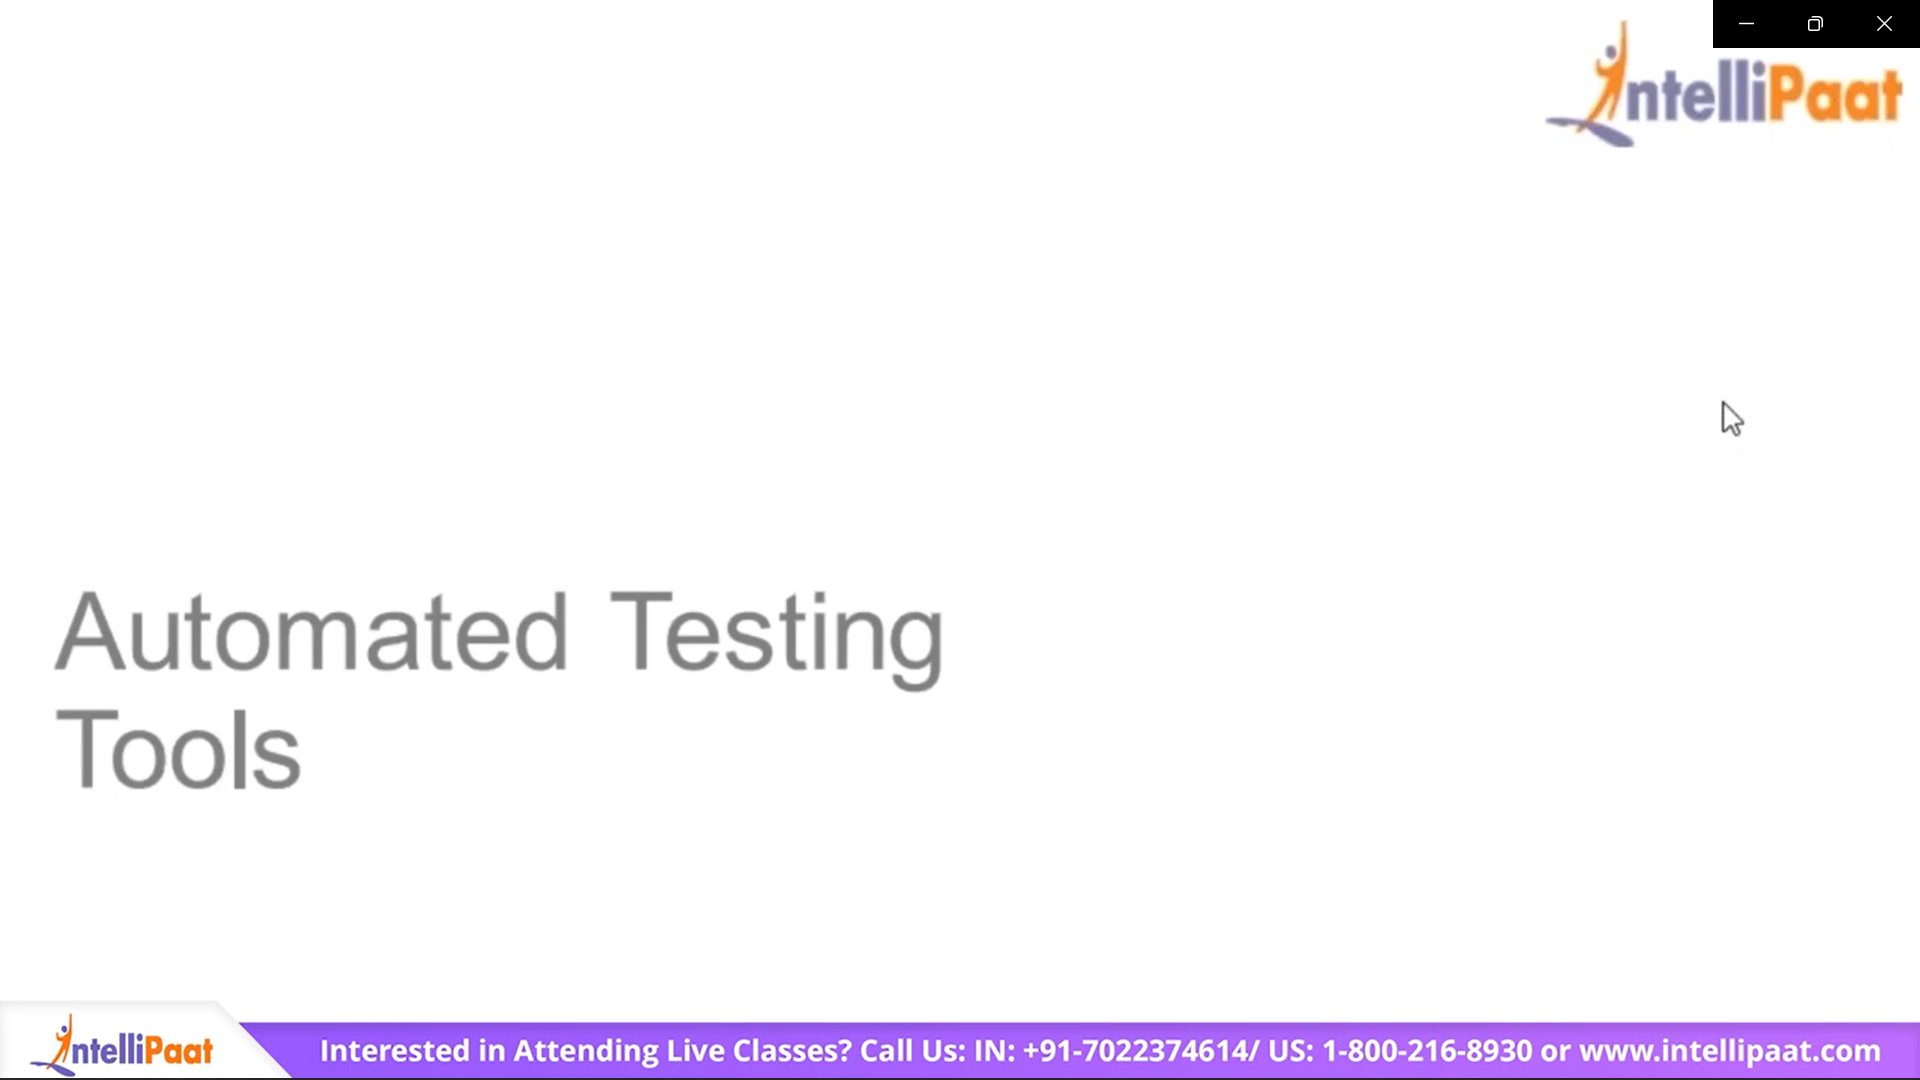 IntelliPaat
Automated Testing
Tools
IntelliPaat
Interested in Attending Live Classes? Call Us: IN: +91-7022374614/ US: 1-800-216-8930 or www.intellipaat.com